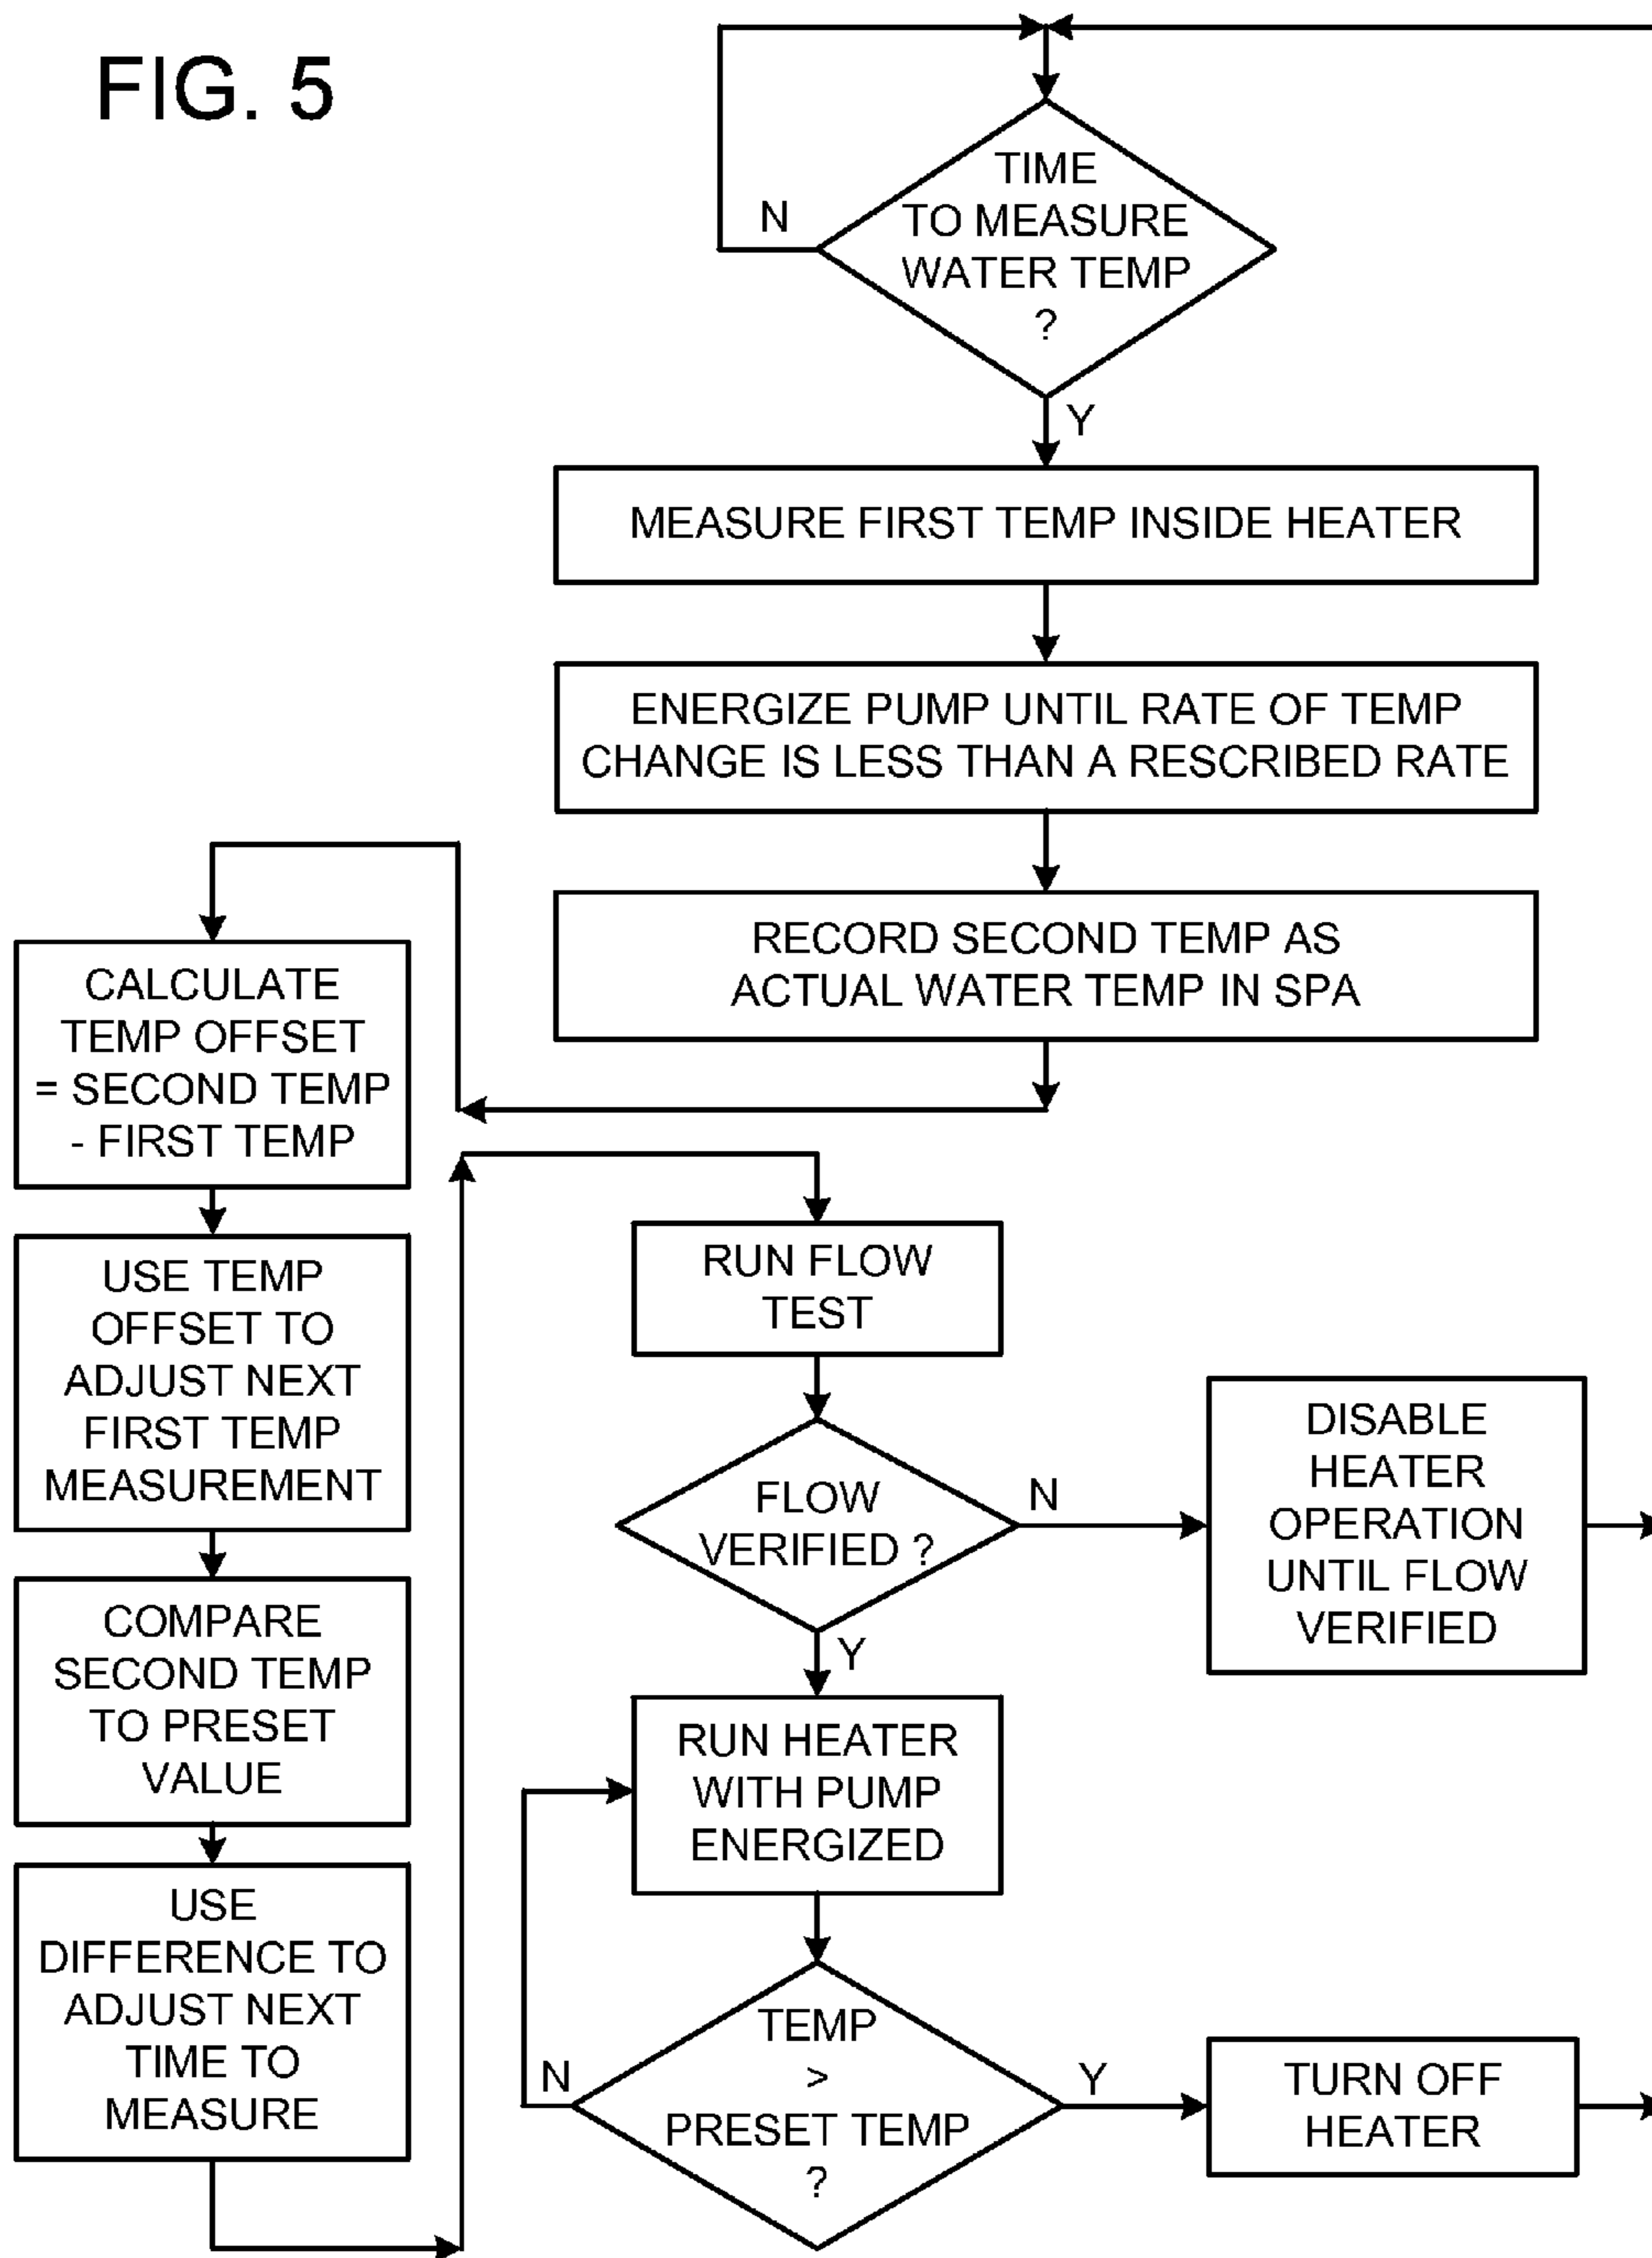 FIG. 5
TIME
TO MEASURE
WATER TEMP
?
N
Y
MEASURE FIRST TEMP INSIDE HEATER
ENERGIZE PUMP UNTIL RATE OF TEMP
CHANGE IS LESS THAN A RESCRIBED RATE
RECORD SECOND TEMP AS
ACTUAL WATER TEMP IN SPA
CALCULATE
TEMP OFFSET
= SECOND TEMP
- FIRST TEMP
USE TEMP
OFFSET TO
ADJUST NEXT
FIRST TEMP
MEASUREMENT
COMPARE
SECOND TEMP
TO PRESET
VALUE
USE
DIFFERENCE TO
ADJUST NEXT
TIME TO
MEASURE
RUN FLOW
TEST
FLOW
VERIFIED ?
N
Y
DISABLE
HEATER
OPERATION
UNTIL FLOW
VERIFIED
RUN HEATER
WITH PUMP
ENERGIZED
TEMP
>
PRESET TEMP
?
N
Y
TURN OFF
HEATER